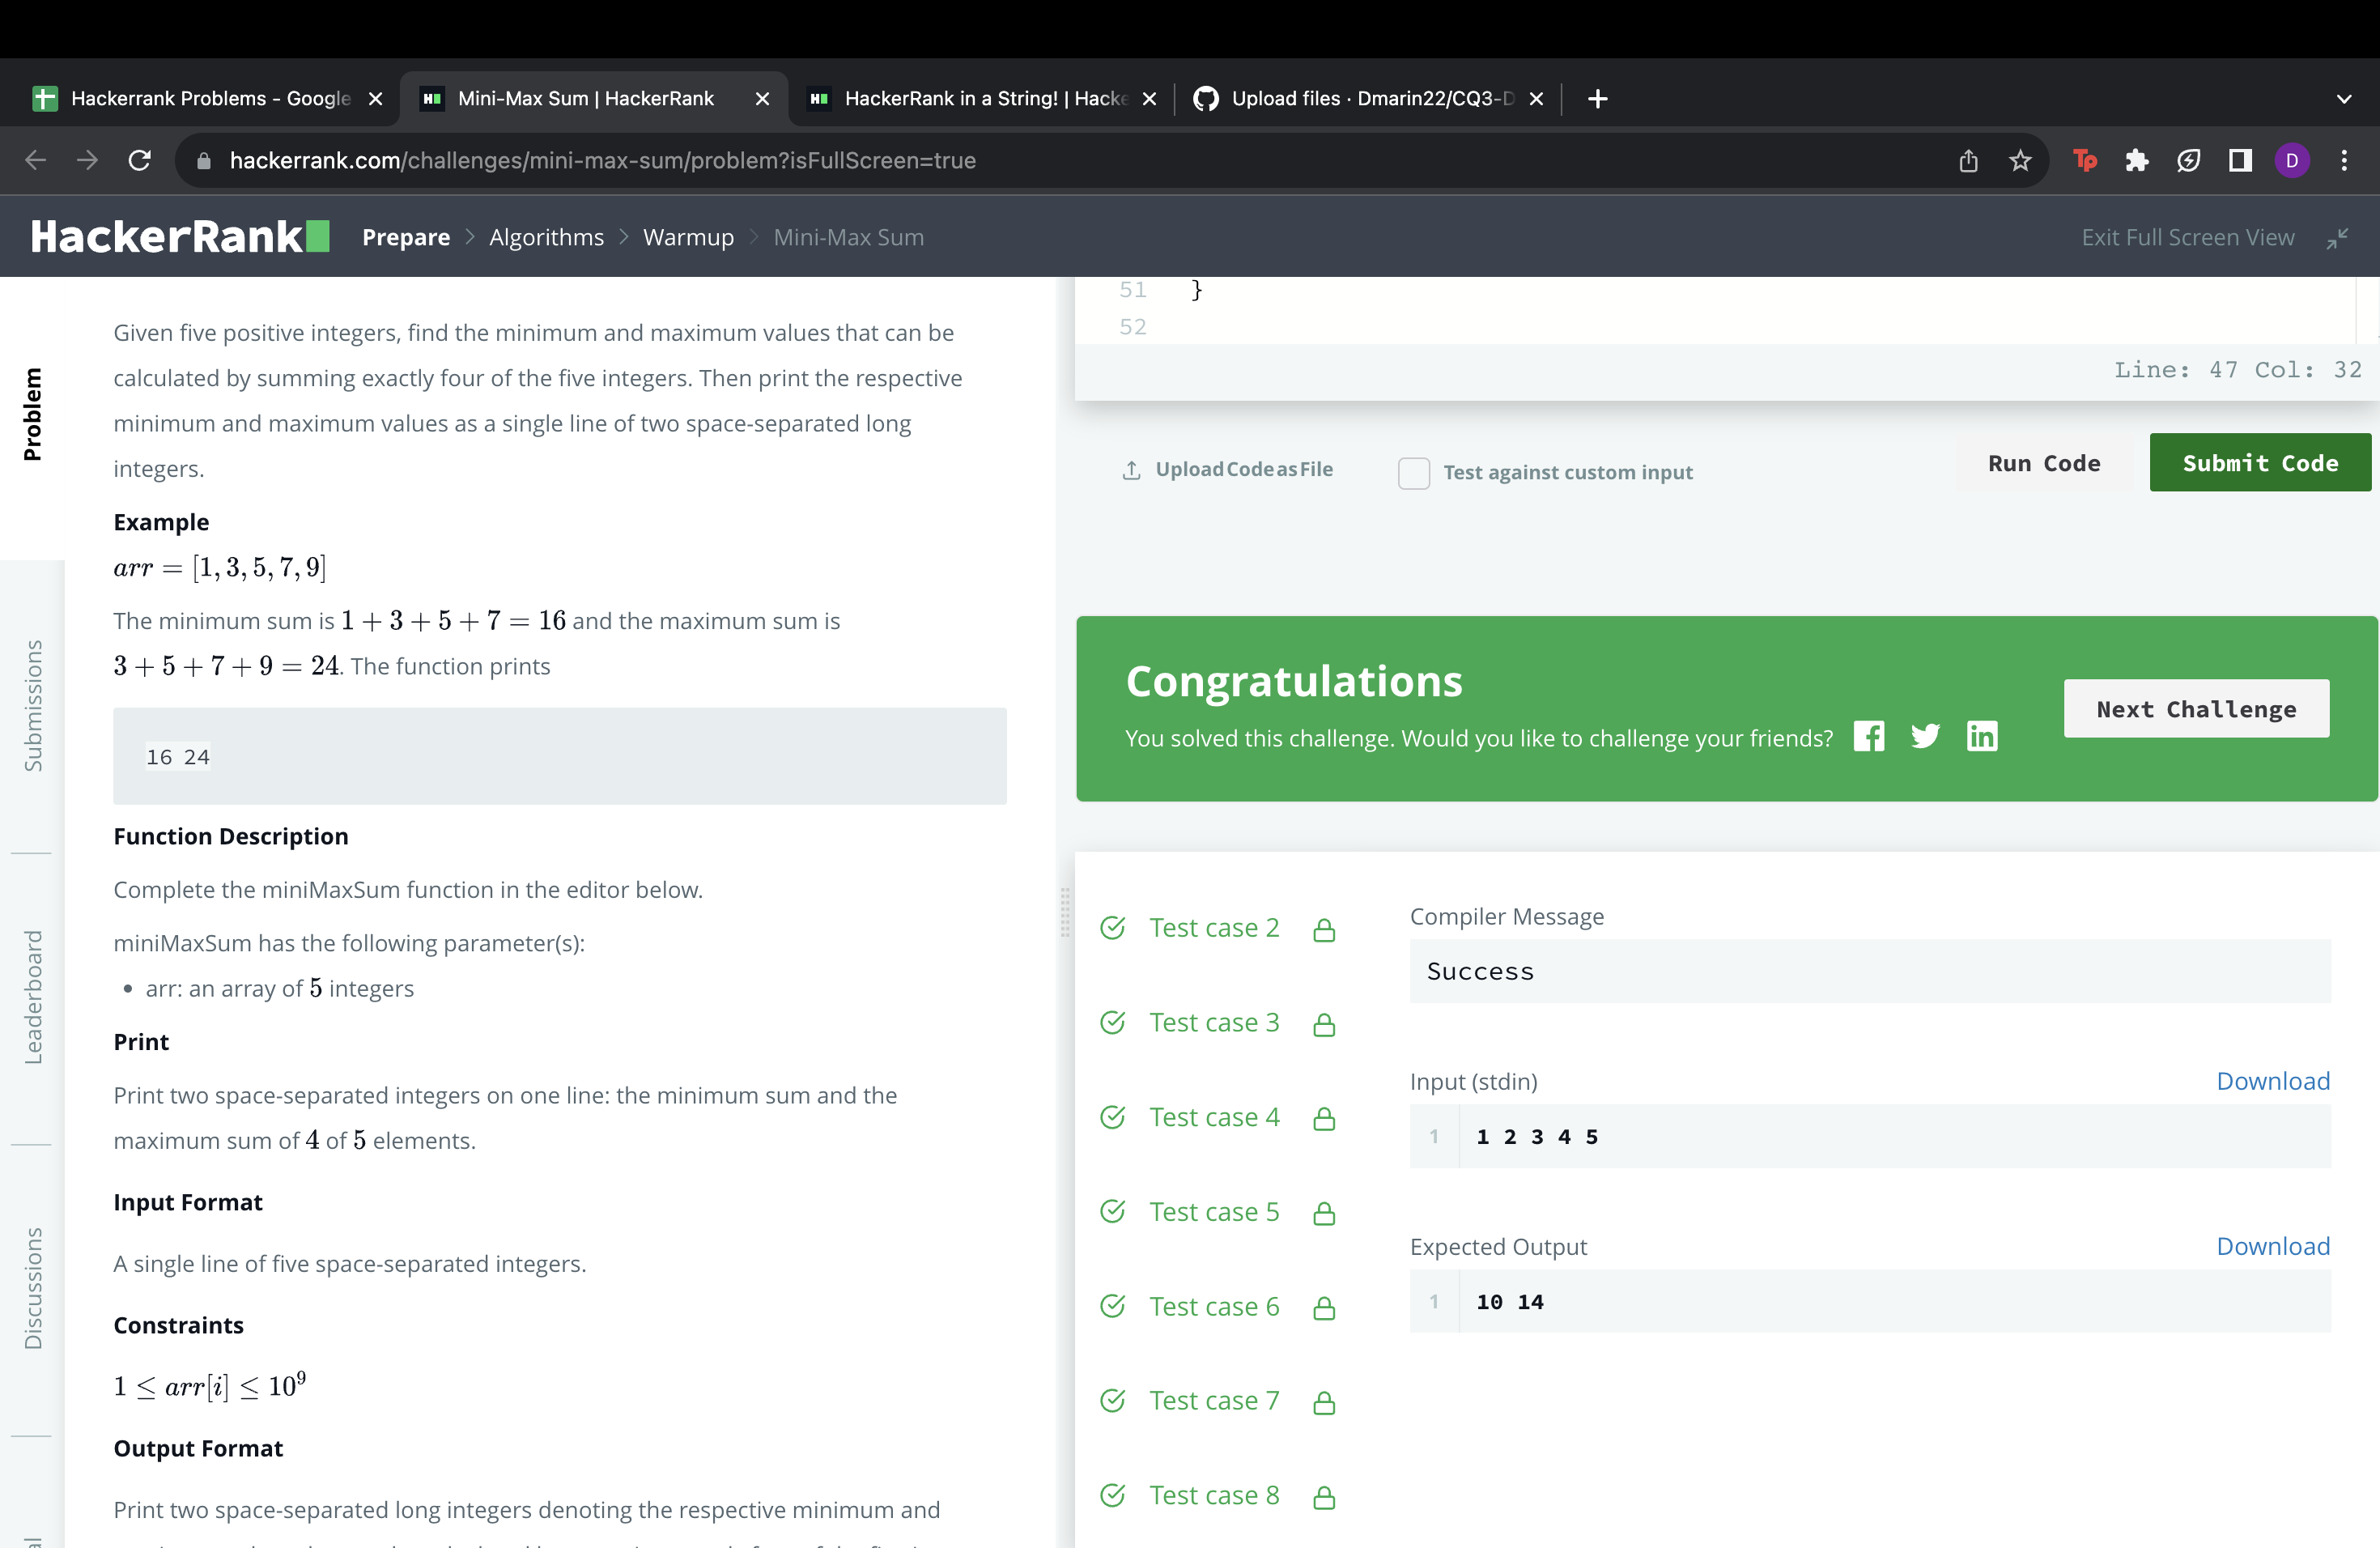 Hackerrank Problems - Google
Mini-Max Sum | HackerRank
HackerRank in a String! | Hacke
Upload files · Dmarin22/CQ3-D
hackerrank.com/challenges/mini-max-sum/problem?isFullScreen=true
Tp
D
HackerRank
Prepare > Algorithms > Warmup > Mini-Max Sum
Exit Full Screen View
Problem
Submissions
Leaderboard
Discussions
Given five positive integers, find the minimum and maximum values that can be
calculated by summing exactly four of the five integers. Then print the respective
minimum and maximum values as a single line of two space-separated long
integers.
Example
arr = [1, 3, 5, 7, 9]
The minimum sum is 1 + 3 + 5 + 7 = 16 and the maximum sum is
3 + 5 + 7 + 9 = 24. The function prints
16 24
Function Description
Complete the miniMaxSum function in the editor below.
miniMaxSum has the following parameter(s):
• arr: an array of 5 integers
Print
Print two space-separated integers on one line: the minimum sum and the
maximum sum of 4 of 5 elements.
Input Format
A single line of five space-separated integers.
Constraints
1 ≤ arr[i] ≤ 10⁹
Output Format
Print two space-separated long integers denoting the respective minimum and
51 }
52
Line: 47 Col: 32
Upload Code as File
Test against custom input
Run Code
Submit Code
Congratulations
You solved this challenge. Would you like to challenge your friends?
Next Challenge
Test case 2
Test case 3
Test case 4
Test case 5
Test case 6
Test case 7
Test case 8
Compiler Message
Success
Input (stdin)
Download
1 1 2 3 4 5
Expected Output
Download
1 10 14